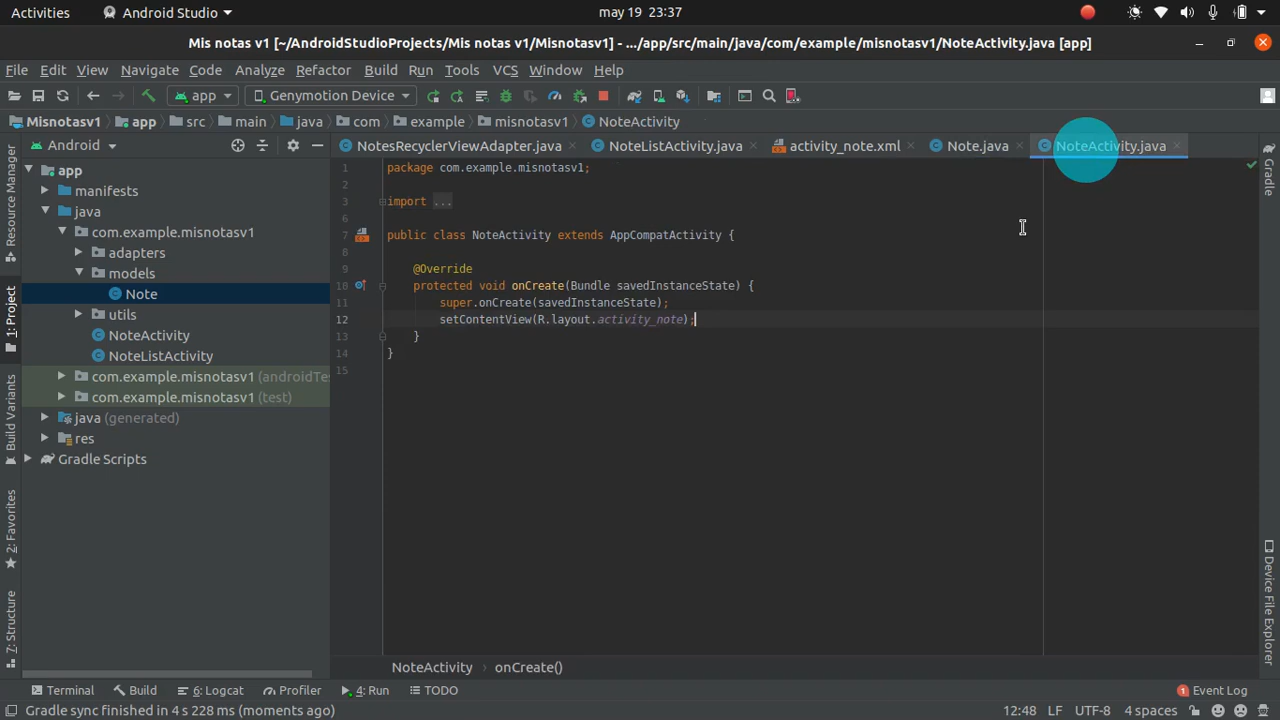 Activities Android Studio may 19 23:37
Mis notas v1 [~/AndroidStudioProjects/Mis notas v1/Misnotasv1] - .../app/src/main/java/com/example/misnotasv1/NoteActivity.java [app]
File Edit View Navigate Code Analyze Refactor Build Run Tools VCS Window Help
app Genymotion Device
Misnotasv1 app src main java com example misnotasv1 NoteActivity
Android NotesRecyclerViewAdapter.java NoteListActivity.java activity_note.xml Note.java NoteActivity.java
app
manifests
java
com.example.misnotasv1
adapters
models
Note
utils
NoteActivity
NoteListActivity
com.example.misnotasv1 (androidTe
com.example.misnotasv1 (test)
java (generated)
res
Gradle Scripts
1 package com.example.misnotasv1;
2
3 import ...
6
7 public class NoteActivity extends AppCompatActivity {
8
9 @Override
10 protected void onCreate(Bundle savedInstanceState) {
11 super.onCreate(savedInstanceState);
12 setContentView(R.layout.activity_note);
13 }
14 }
15
Resource Manager
1: Project
Build Variants
2: Favorites
7: Structure
Gradle
Device File Explorer
NoteActivity › onCreate()
Terminal Build 6: Logcat Profiler 4: Run TODO 1 Event Log
Gradle sync finished in 4 s 228 ms (moments ago) 12:48 LF UTF-8 4 spaces